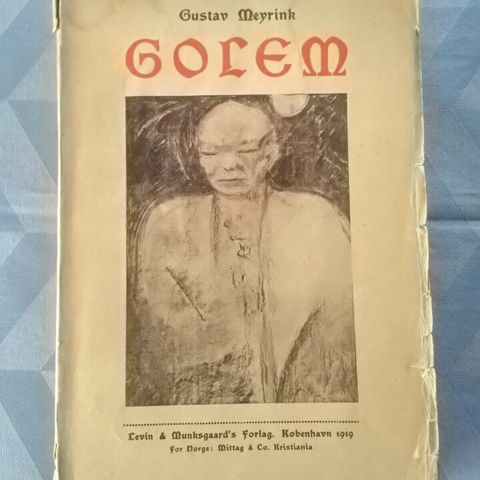 Gustav Meyrink
GOLEM
Levin & Munksgaard's Forlag. København 1919
For Norge: Mittag & Co. Kristiania